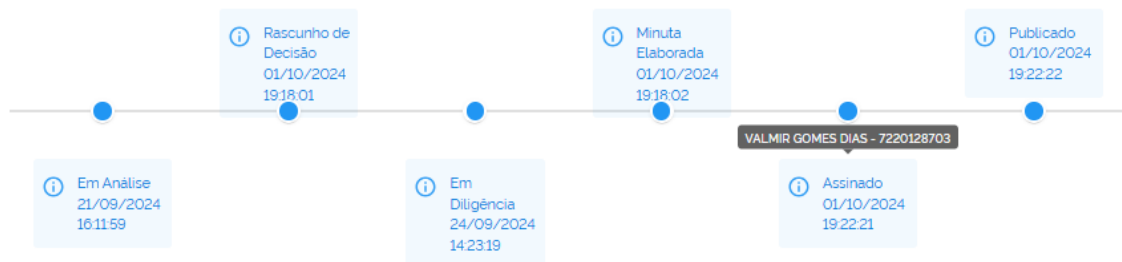 Rascunho de
Decisão
01/10/2024
19:18:01
Minuta
Elaborada
01/10/2024
19:18:02
Publicado
01/10/2024
19:22:22
VALMIR GOMES DIAS - 7220128703
Em Análise
21/09/2024
16:11:59
Em
Diligência
24/09/2024
14:23:19
Assinado
01/10/2024
19:22:21